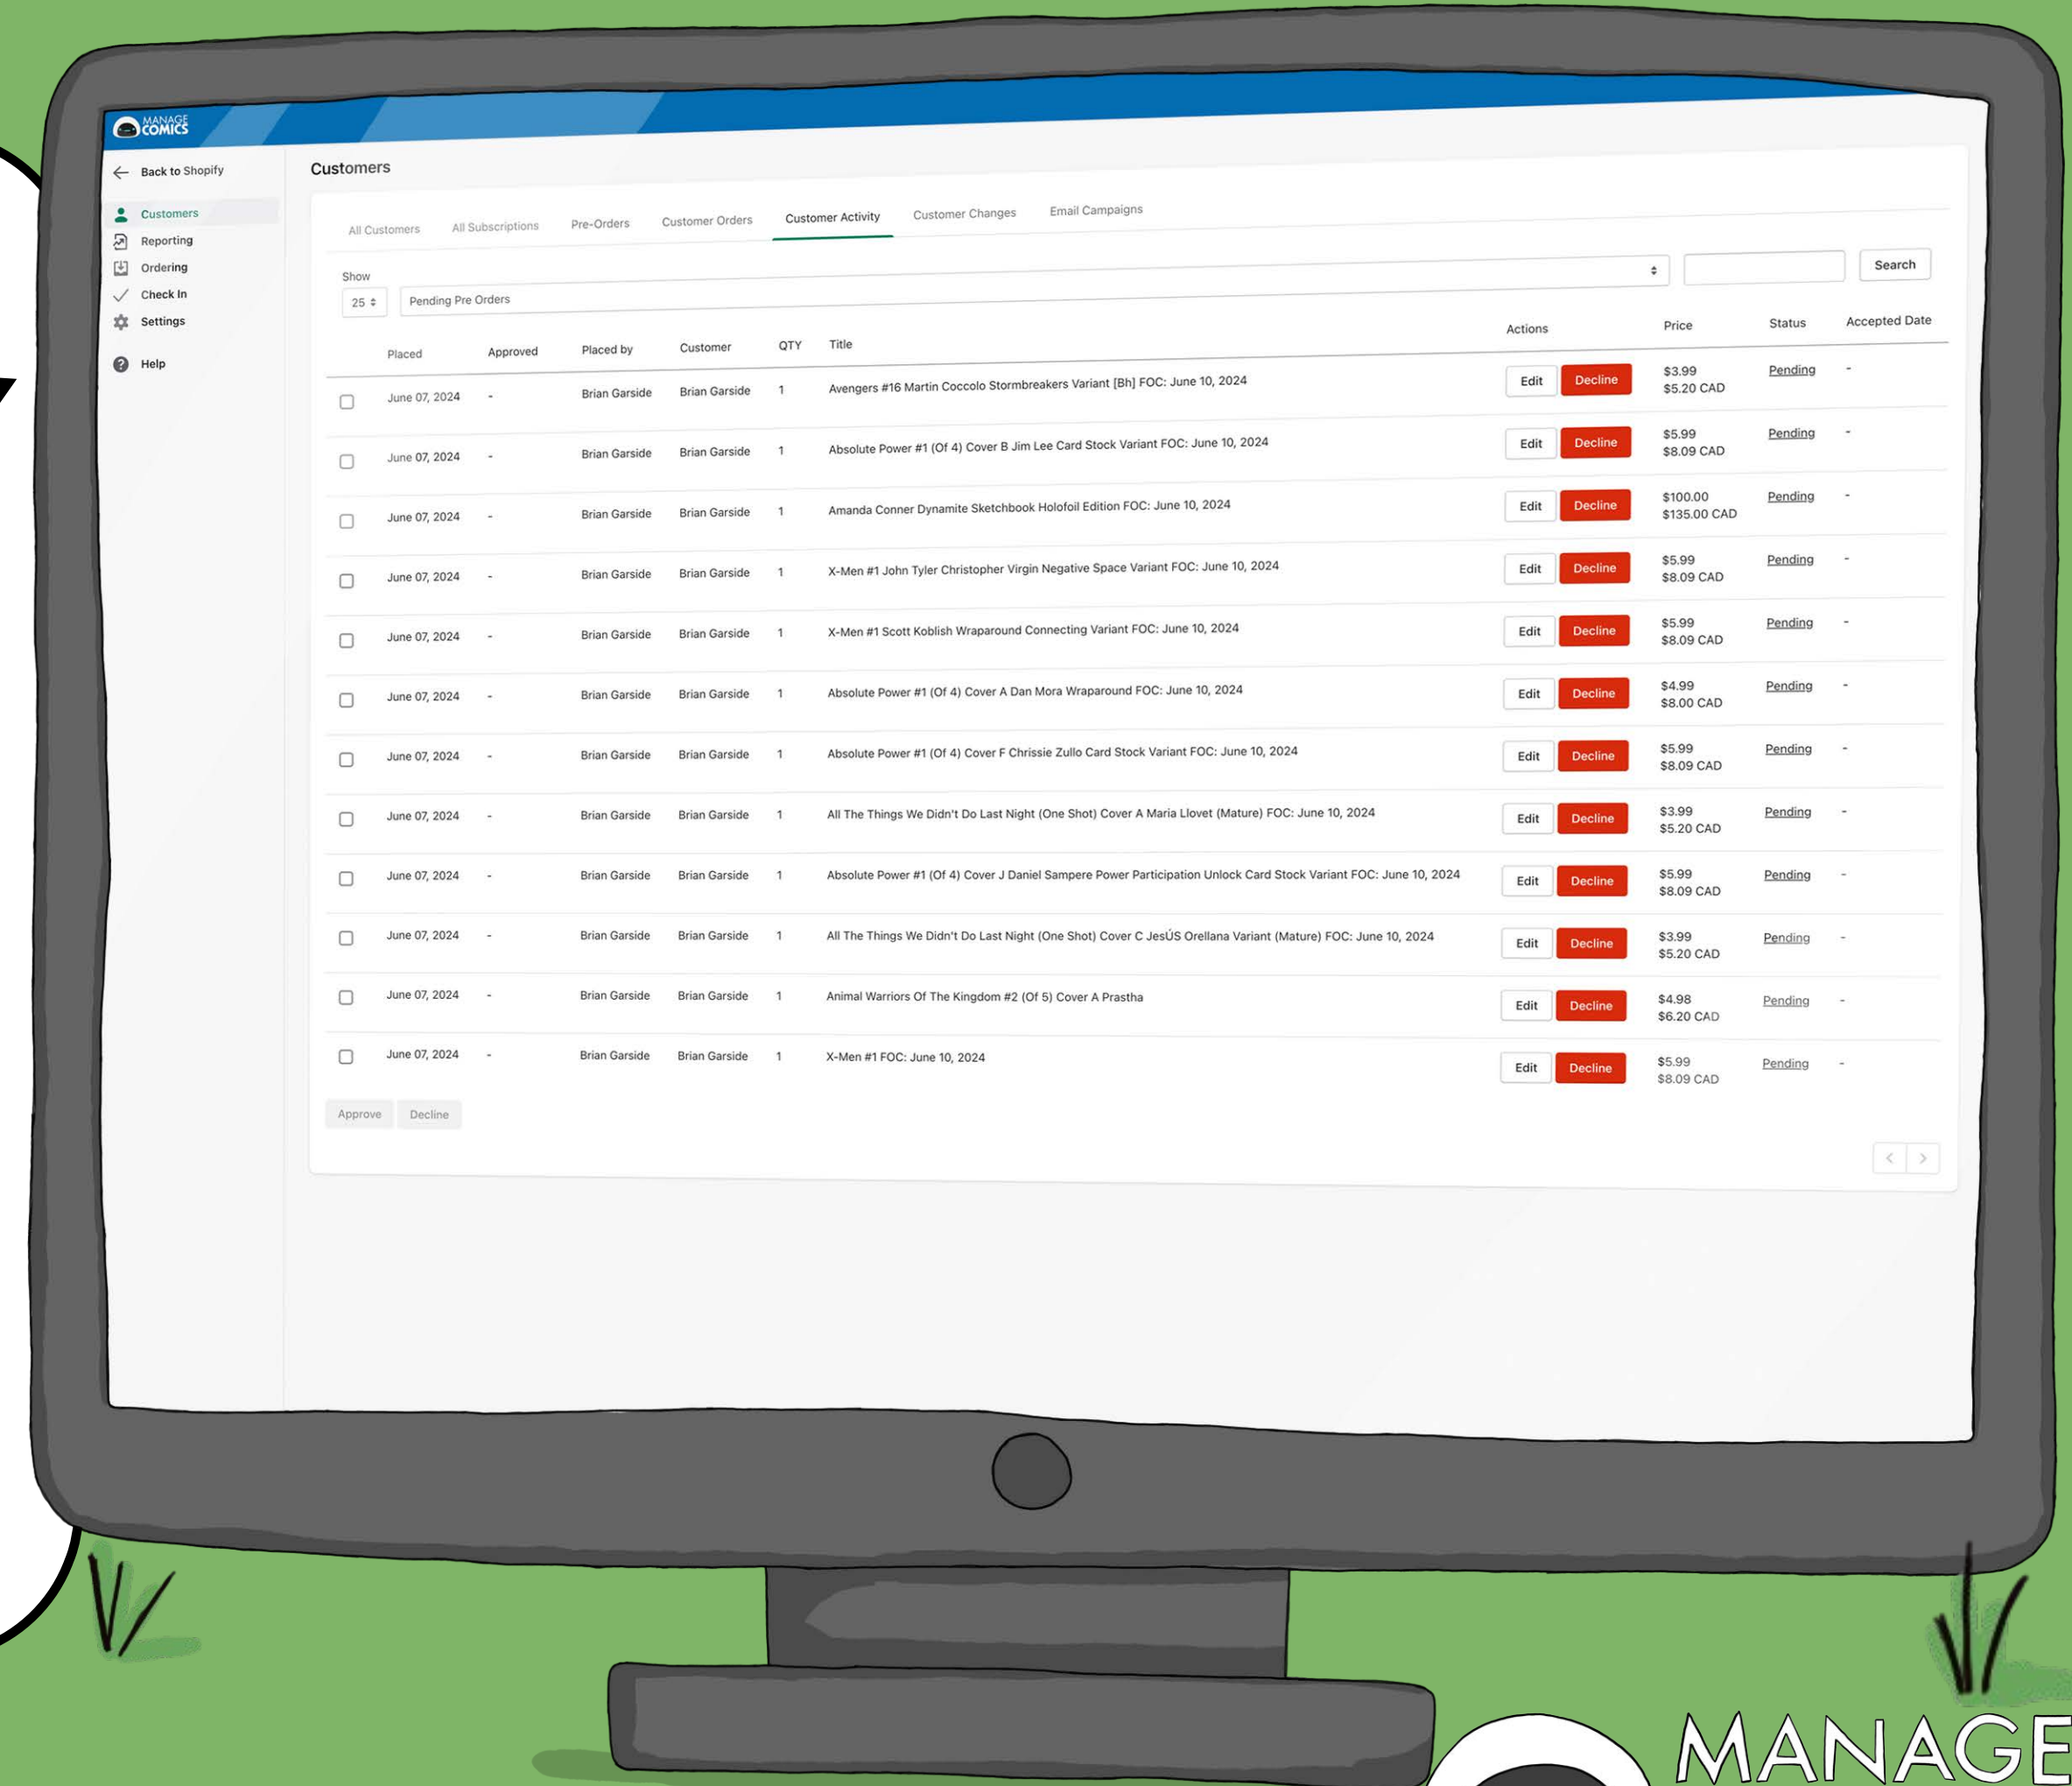 MANAGE
COMICS
Back to Shopify
Customers
Reporting
Ordering
Check In
Settings
Help
Customers
All Customers All Subscriptions Pre-Orders Customer Orders Customer Activity Customer Changes Email Campaigns
Show
25 Pending Pre Orders Search
Placed Approved Placed by Customer QTY Title Actions Price Status Accepted Date
June 07, 2024 - Brian Garside Brian Garside 1 Avengers #16 Martin Coccolo Stormbreakers Variant [Bh] FOC: June 10, 2024 Edit Decline $3.99 Pending -
$5.20 CAD
June 07, 2024 - Brian Garside Brian Garside 1 Absolute Power #1 (Of 4) Cover B Jim Lee Card Stock Variant FOC: June 10, 2024 Edit Decline $5.99 Pending -
$8.09 CAD
June 07, 2024 - Brian Garside Brian Garside 1 Amanda Conner Dynamite Sketchbook Holofoil Edition FOC: June 10, 2024 Edit Decline $100.00 Pending -
$135.00 CAD
June 07, 2024 - Brian Garside Brian Garside 1 X-Men #1 John Tyler Christopher Virgin Negative Space Variant FOC: June 10, 2024 Edit Decline $5.99 Pending -
$8.09 CAD
June 07, 2024 - Brian Garside Brian Garside 1 X-Men #1 Scott Koblish Wraparound Connecting Variant FOC: June 10, 2024 Edit Decline $5.99 Pending -
$8.09 CAD
June 07, 2024 - Brian Garside Brian Garside 1 Absolute Power #1 (Of 4) Cover A Dan Mora Wraparound FOC: June 10, 2024 Edit Decline $4.99 Pending -
$8.00 CAD
June 07, 2024 - Brian Garside Brian Garside 1 Absolute Power #1 (Of 4) Cover F Chrissie Zullo Card Stock Variant FOC: June 10, 2024 Edit Decline $5.99 Pending -
$8.09 CAD
June 07, 2024 - Brian Garside Brian Garside 1 All The Things We Didn't Do Last Night (One Shot) Cover A Maria Llovet (Mature) FOC: June 10, 2024 Edit Decline $3.99 Pending -
$5.20 CAD
June 07, 2024 - Brian Garside Brian Garside 1 Absolute Power #1 (Of 4) Cover J Daniel Sampere Power Participation Unlock Card Stock Variant FOC: June 10, 2024 Edit Decline $5.99 Pending -
$8.09 CAD
June 07, 2024 - Brian Garside Brian Garside 1 All The Things We Didn't Do Last Night (One Shot) Cover C JesÚS Orellana Variant (Mature) FOC: June 10, 2024 Edit Decline $3.99 Pending -
$5.20 CAD
June 07, 2024 - Brian Garside Brian Garside 1 Animal Warriors Of The Kingdom #2 (Of 5) Cover A Prastha Edit Decline $4.98 Pending -
$6.20 CAD
June 07, 2024 - Brian Garside Brian Garside 1 X-Men #1 FOC: June 10, 2024 Edit Decline $5.99 Pending -
$8.09 CAD
Approve Decline
MANAGE